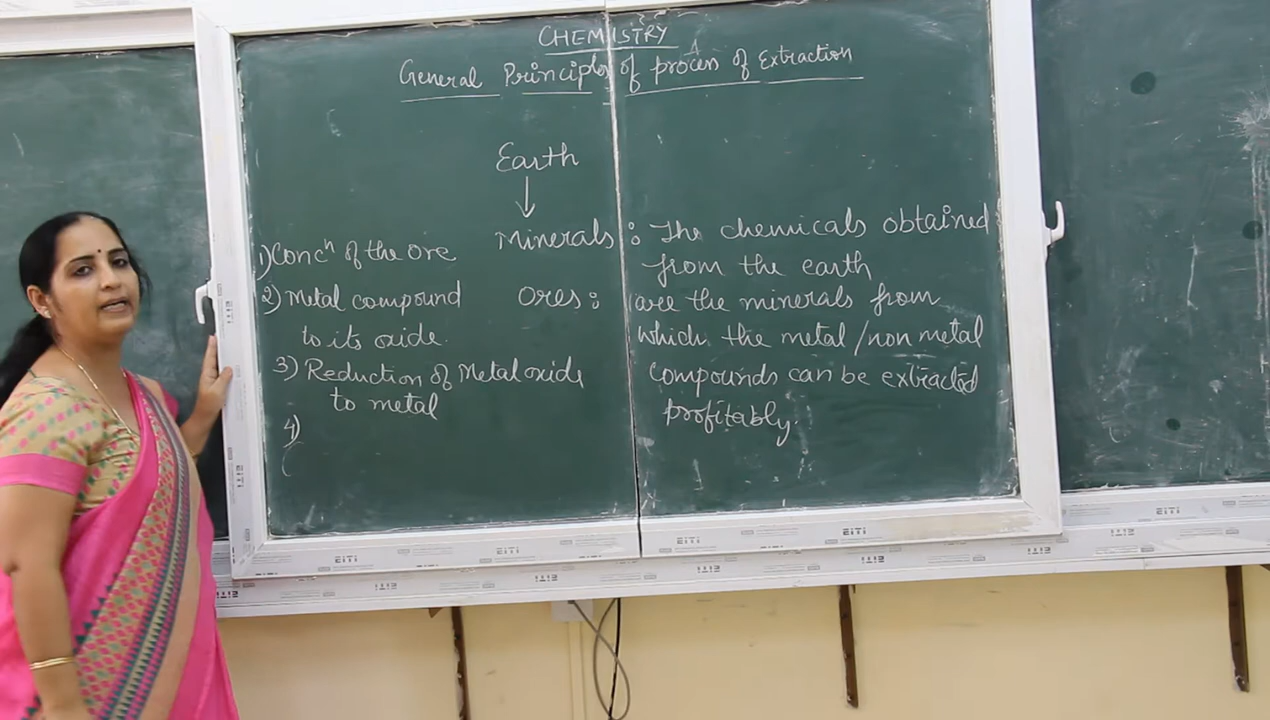 CHEMISTRY
General Principles of process of Extraction
Earth
↓
Minerals : The chemicals obtained
from the earth
Ores : are the minerals from
which the metal/non metal
compounds can be extracted
profitably.
1) Concⁿ of the ore
2) Metal compound
to its oxide.
3) Reduction of Metal oxide
to metal
4)